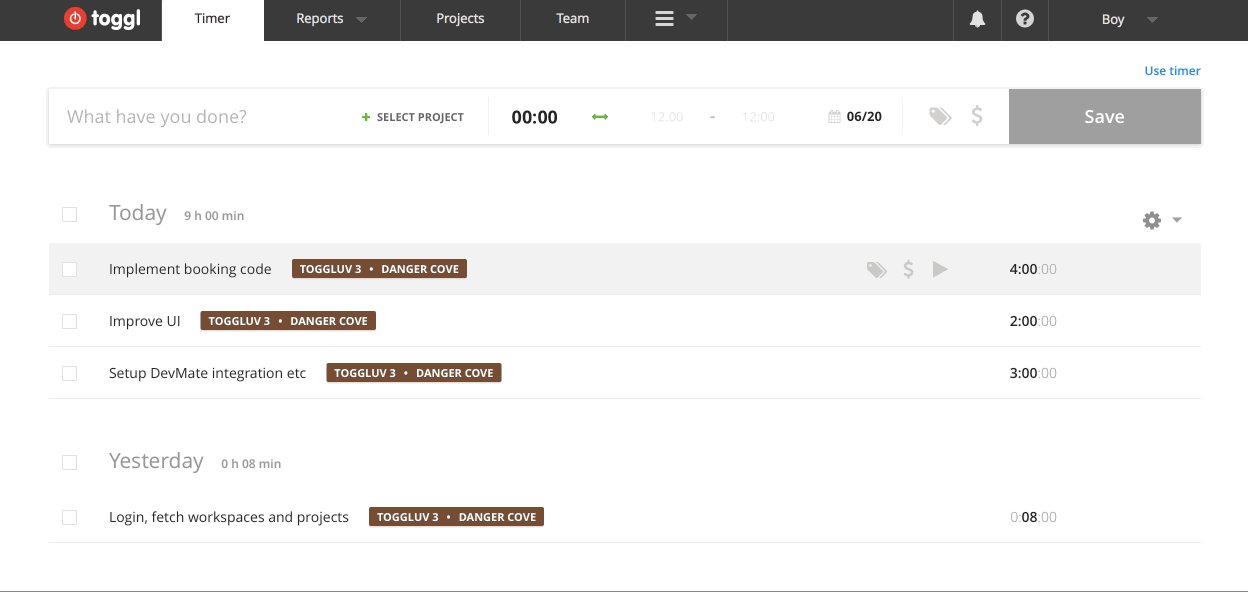 toggl Timer Reports Projects Team Boy
Use timer
What have you done? + SELECT PROJECT 00:00 12:00 - 12:00 06/20 $ Save
Today 9 h 00 min
Implement booking code TOGGLUV 3 • DANGER COVE $ 4:00:00
Improve UI TOGGLUV 3 • DANGER COVE 2:00:00
Setup DevMate integration etc TOGGLUV 3 • DANGER COVE 3:00:00
Yesterday 0 h 08 min
Login, fetch workspaces and projects TOGGLUV 3 • DANGER COVE 0:08:00